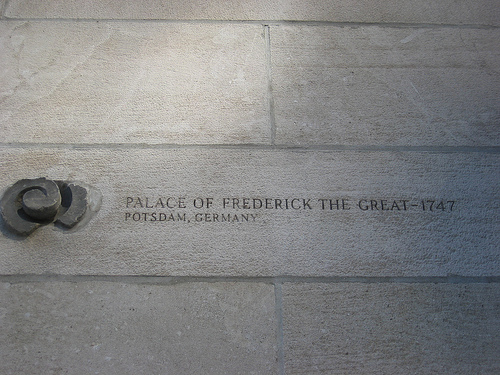 PALACE OF FREDERICK THE GREAT-1747
POTSDAM, GERMANY